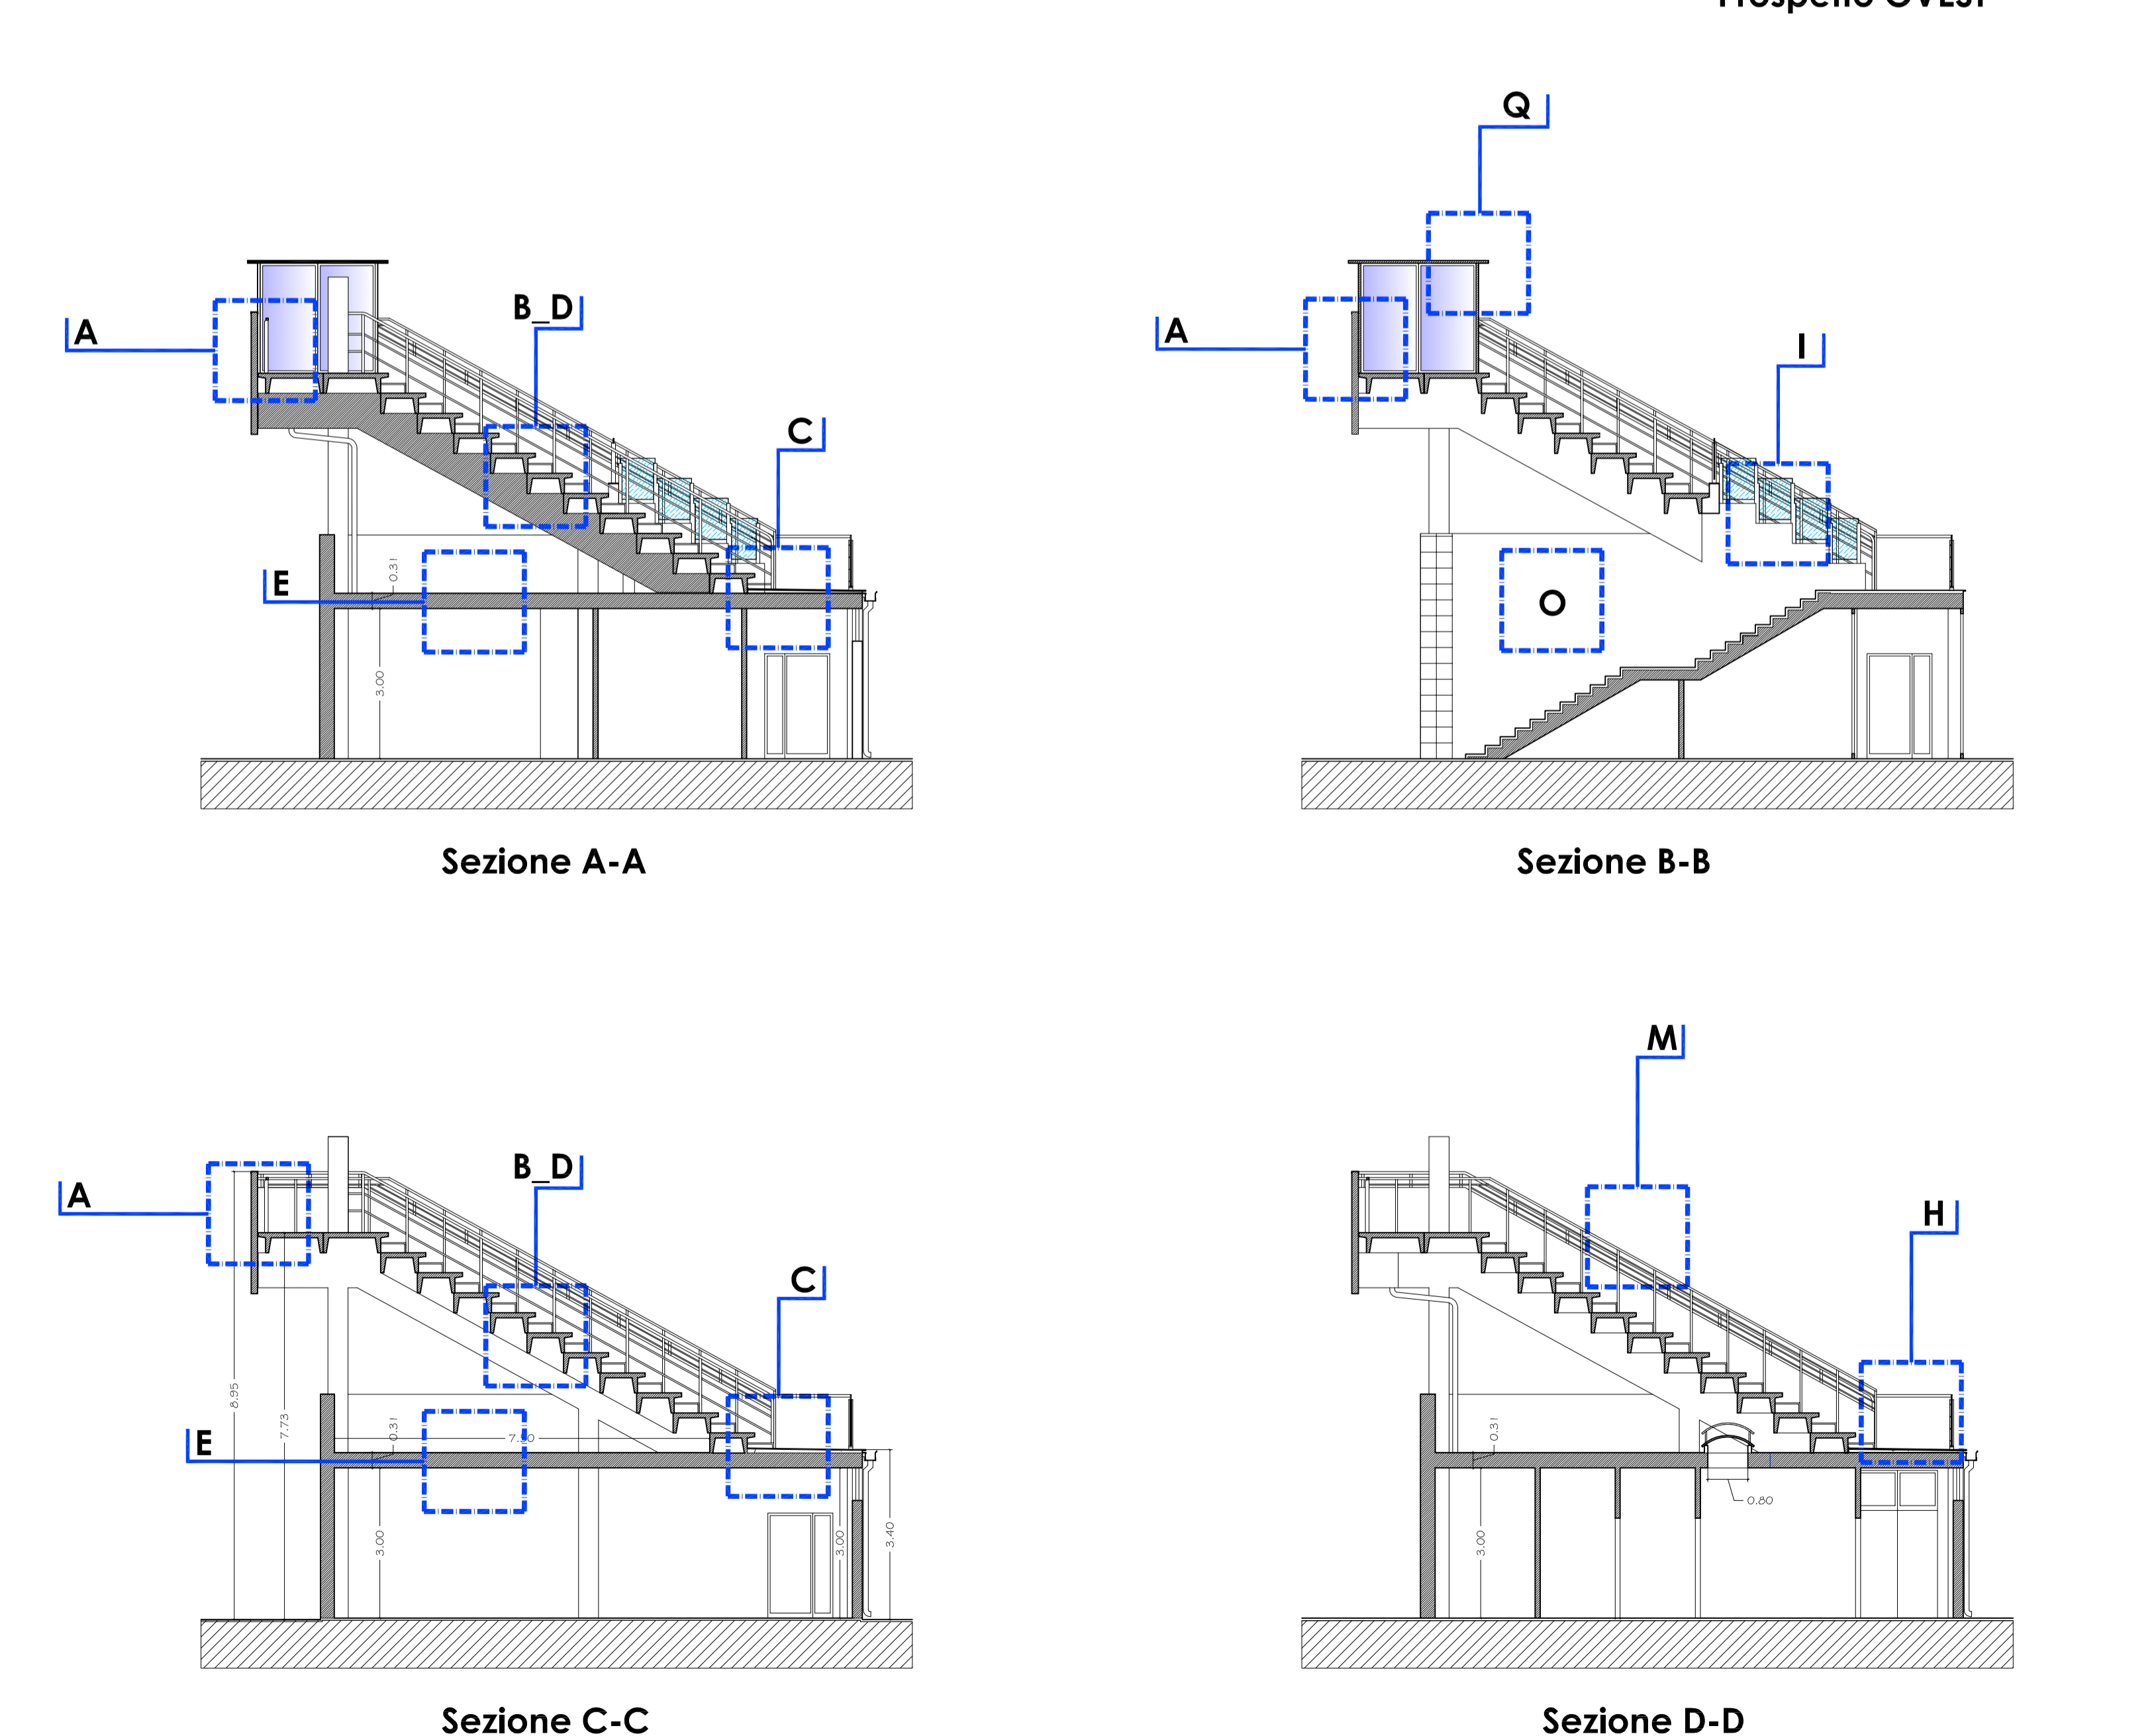 Prospetto OVEST
Q
A
B_D
C
E
0.31
3.00
Sezione A-A
A
I
O
Sezione B-B
A
B_D
C
E
8.95
7.73
0.31
7.90
3.00
3.00
3.40
Sezione C-C
M
H
0.31
0.80
3.00
Sezione D-D